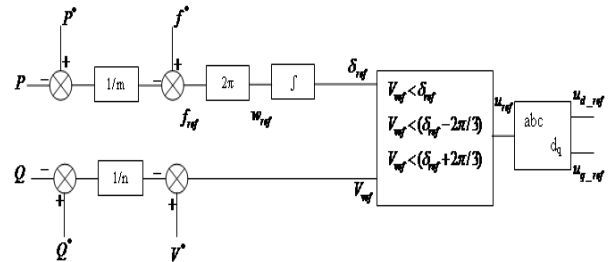 P*
f*
P
1/m
2π
∫
δref
fref
wref
Vref<δref
Vref<(δref−2π/3)
Vref<(δref+2π/3)
uref
abc
dq
ud_ref
uq_ref
Q
1/n
Vref
Q*
V*